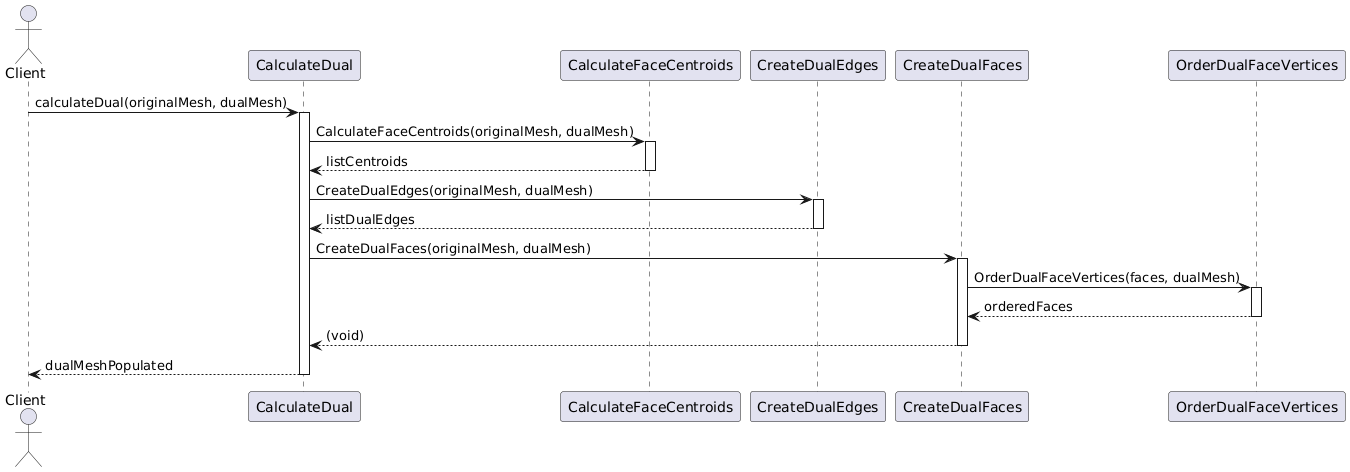 Client
CalculateDual
CalculateFaceCentroids
CreateDualEdges
CreateDualFaces
OrderDualFaceVertices
calculateDual(originalMesh, dualMesh)
CalculateFaceCentroids(originalMesh, dualMesh)
listCentroids
CreateDualEdges(originalMesh, dualMesh)
listDualEdges
CreateDualFaces(originalMesh, dualMesh)
OrderDualFaceVertices(faces, dualMesh)
orderedFaces
(void)
dualMeshPopulated
Client
CalculateDual
CalculateFaceCentroids
CreateDualEdges
CreateDualFaces
OrderDualFaceVertices